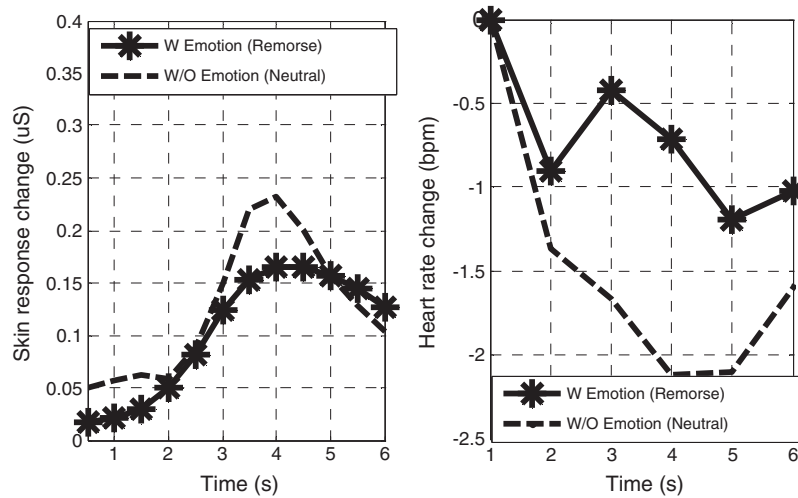 0.4
W Emotion (Remorse)
0.35
W/O Emotion (Neutral)
0.3
0.25
0.2
0.15
0.1
0.05
0
1 2 3 4 5 6
Time (s)
Skin response change (uS)
0
-0.5
-1
-1.5
-2
-2.5
W Emotion (Remorse)
W/O Emotion (Neutral)
1 2 3 4 5 6
Time (s)
Heart rate change (bpm)